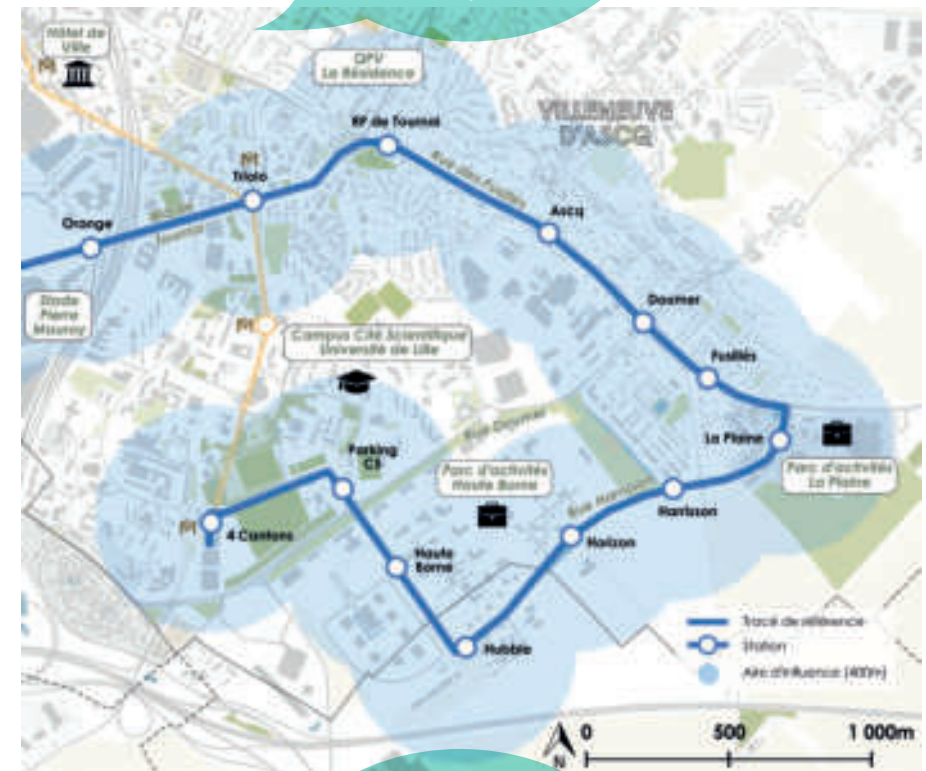 Hôtel de
Ville
QPV
La Résidence
RP de Tournai
VILLENEUVE
D'ASCQ
Triolo
Rue des Fusillés
Orange
Ascq
Stade
Pierre
Mauroy
Doumer
Campus Cité Scientifique
Université de Lille
Fusillés
Rue Doumer
Parking
C3
La Plaine
Parc d'activités
Haute Borne
Parc d'activités
La Plaine
Rue Harrisson
Harrisson
4 Cantons
Haute
Borne
Horizon
Hubble
Tracé de référence
Station
Aire d'influence (400m)
0 500 1 000m
N